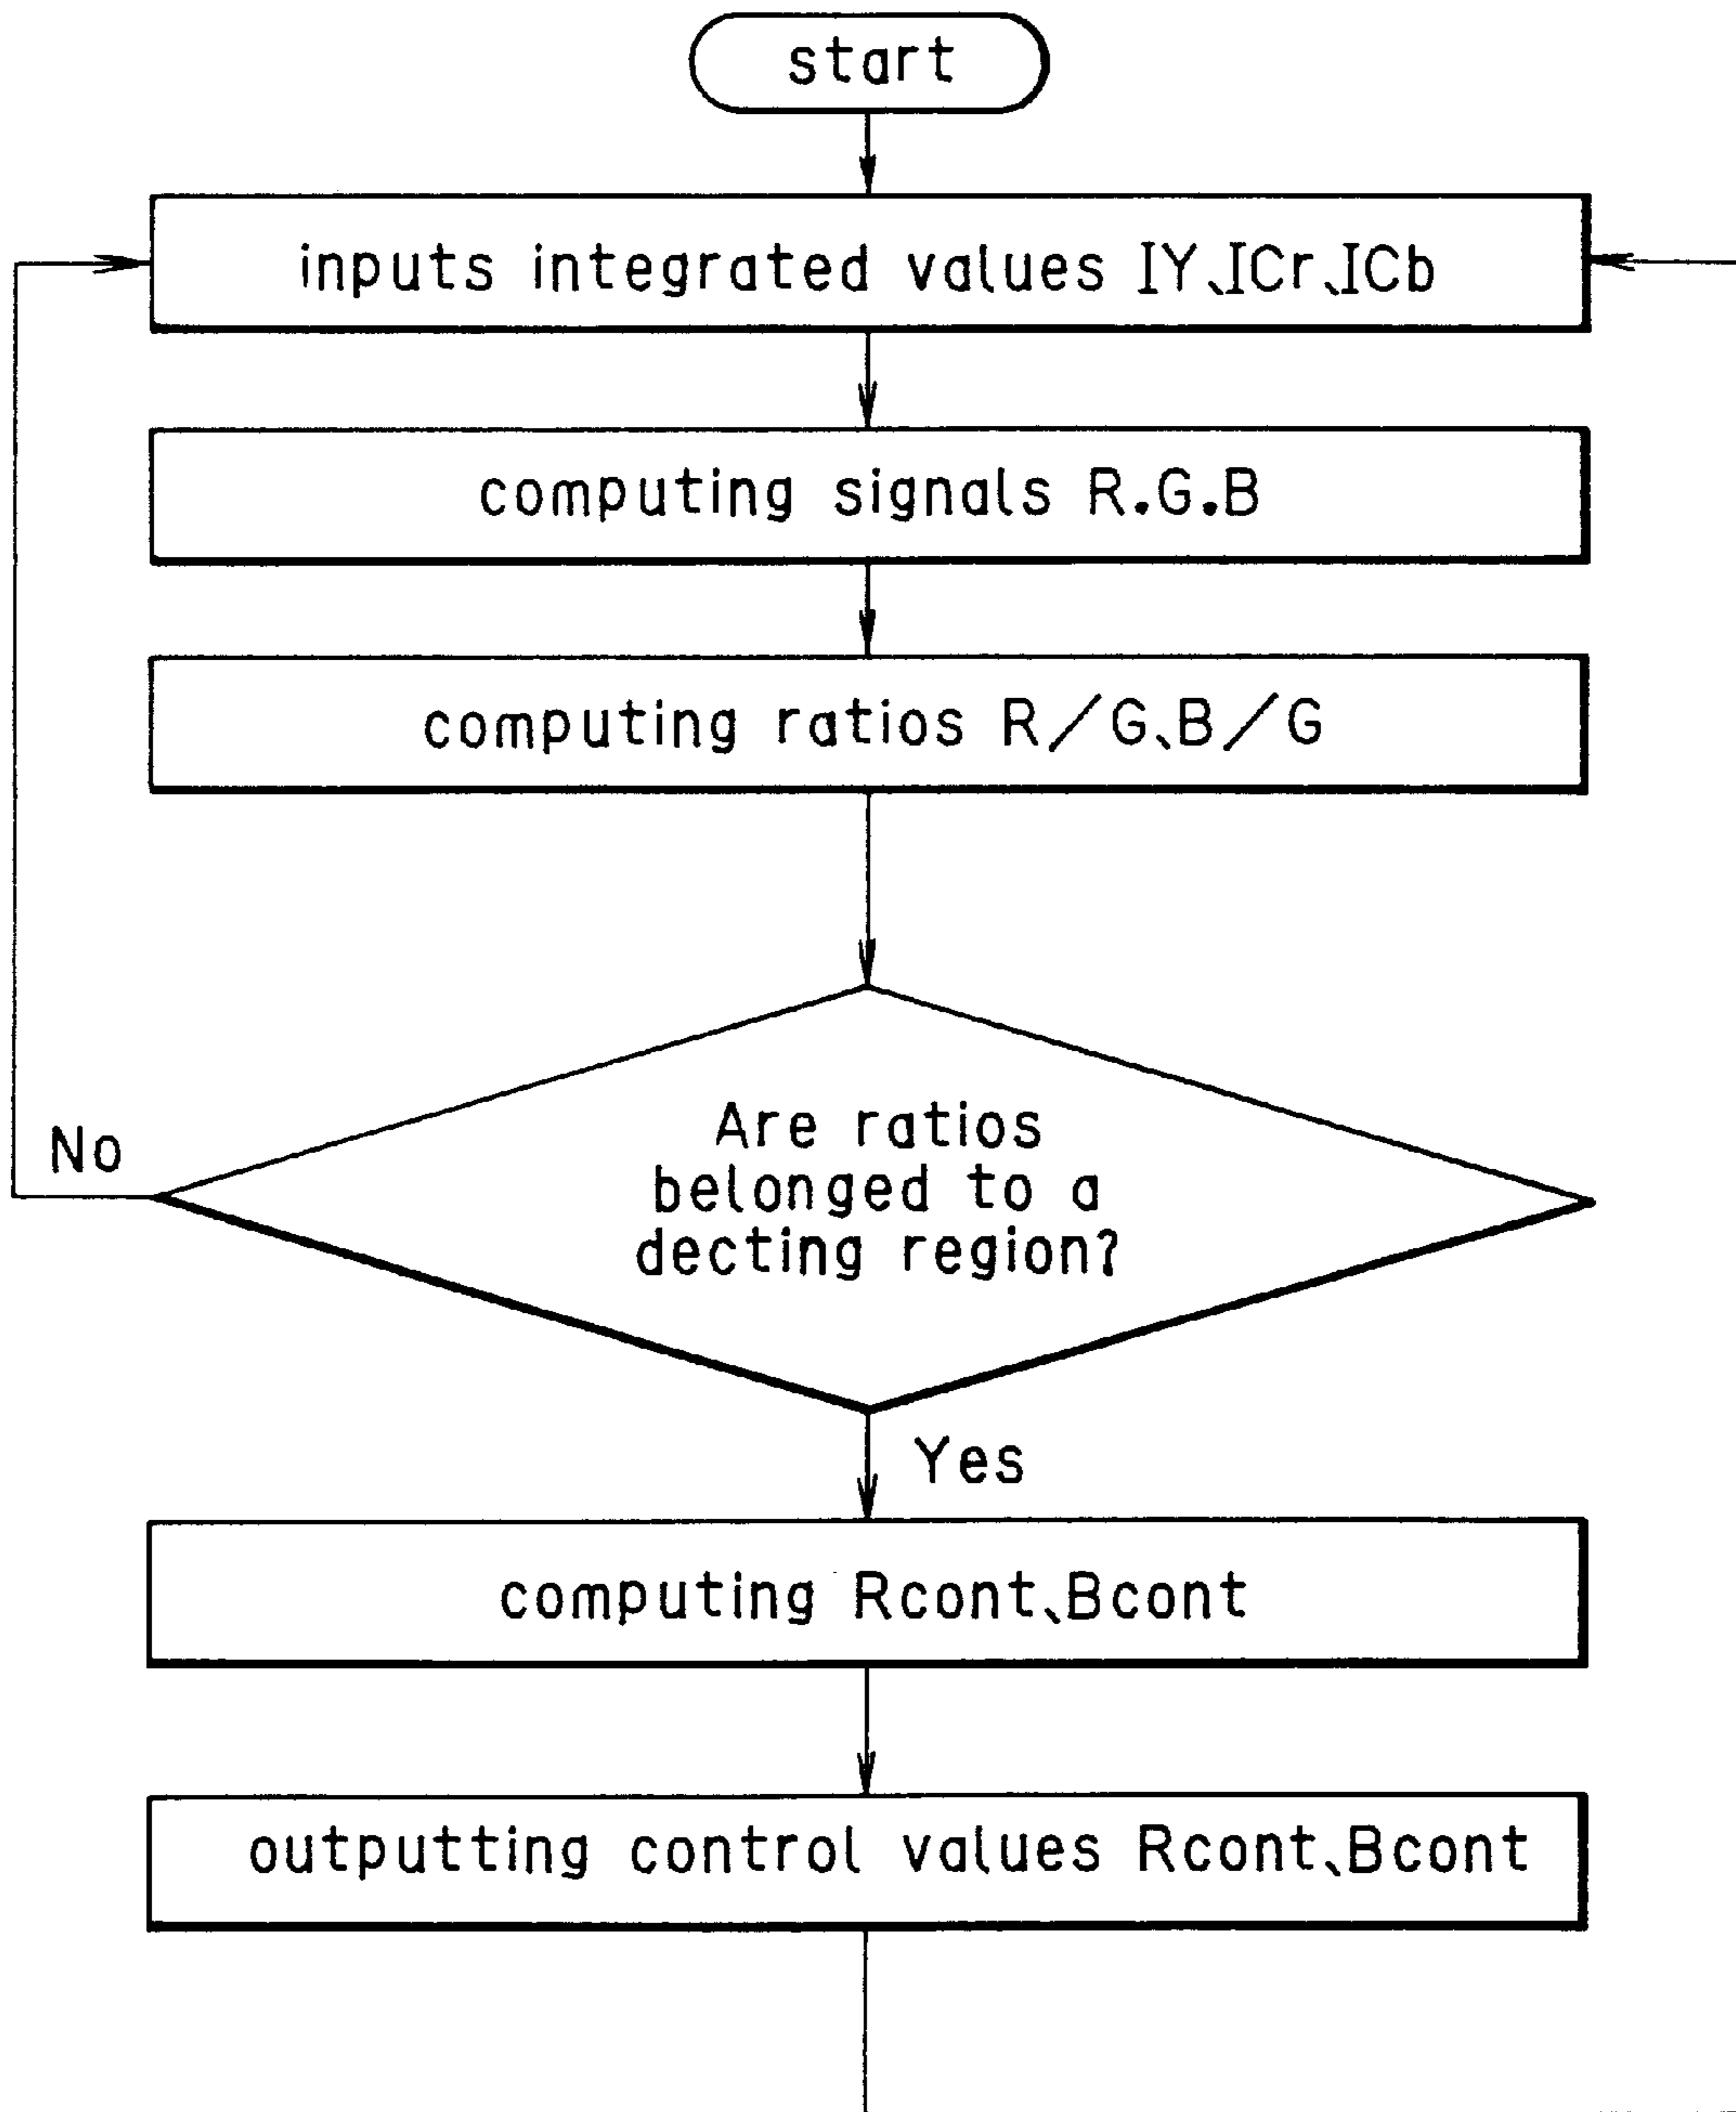 start
inputs integrated values IY、ICr、ICb
computing signals R.G.B
computing ratios R/G、B/G
Are ratios
belonged to a
decting region?
No
Yes
computing Rcont、Bcont
outputting control values Rcont、Bcont